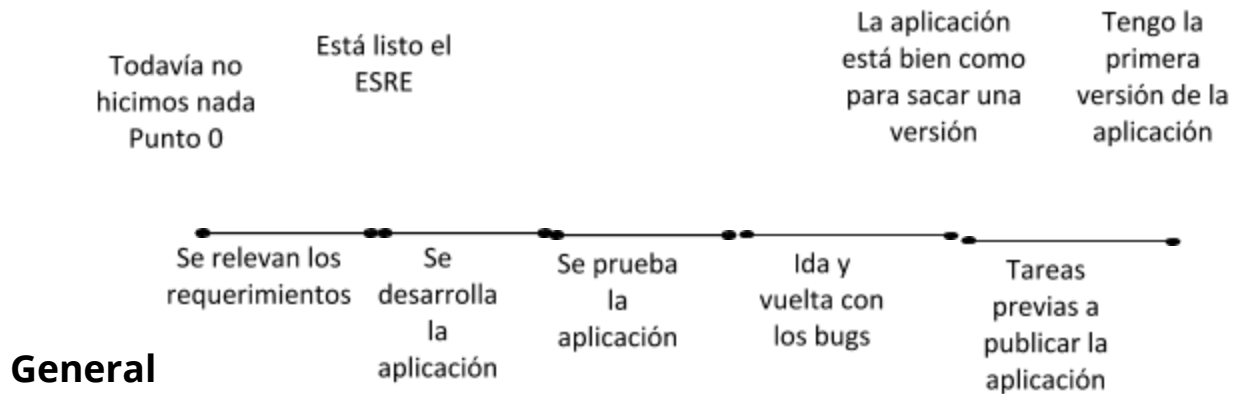 Todavía no
hicimos nada
Punto 0
Está listo el
ESRE
La aplicación
está bien como
para sacar una
versión
Tengo la
primera
versión de la
aplicación
Se relevan los
requerimientos
Se
desarrolla
la
aplicación
Se prueba
la
aplicación
Ida y
vuelta con
los bugs
Tareas
previas a
publicar la
aplicación
General